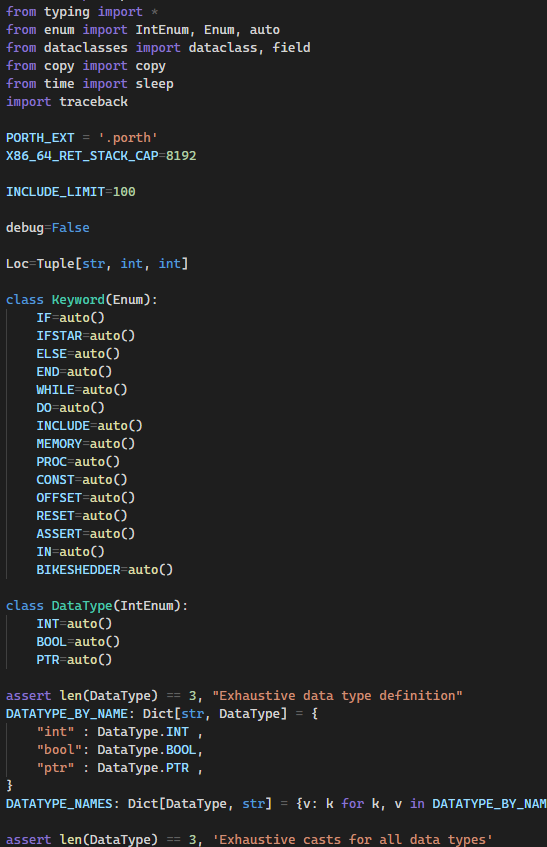 from typing import *
from enum import IntEnum, Enum, auto
from dataclasses import dataclass, field
from copy import copy
from time import sleep
import traceback

PORTH_EXT = '.porth'
X86_64_RET_STACK_CAP=8192

INCLUDE_LIMIT=100

debug=False

Loc=Tuple[str, int, int]

class Keyword(Enum):
    IF=auto()
    IFSTAR=auto()
    ELSE=auto()
    END=auto()
    WHILE=auto()
    DO=auto()
    INCLUDE=auto()
    MEMORY=auto()
    PROC=auto()
    CONST=auto()
    OFFSET=auto()
    RESET=auto()
    ASSERT=auto()
    IN=auto()
    BIKESHEDDER=auto()

class DataType(IntEnum):
    INT=auto()
    BOOL=auto()
    PTR=auto()

assert len(DataType) == 3, "Exhaustive data type definition"
DATATYPE_BY_NAME: Dict[str, DataType] = {
    "int" : DataType.INT ,
    "bool": DataType.BOOL,
    "ptr" : DataType.PTR ,
}
DATATYPE_NAMES: Dict[DataType, str] = {v: k for k, v in DATATYPE_BY_NAM

assert len(DataType) == 3, 'Exhaustive casts for all data types'